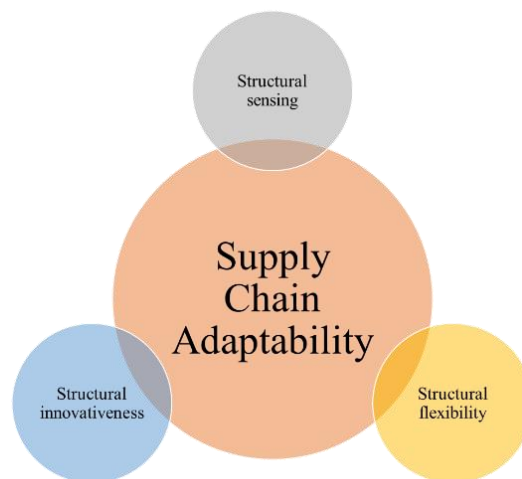 Structural
sensing
Supply
Chain
Adaptability
Structural
innovativeness
Structural
flexibility